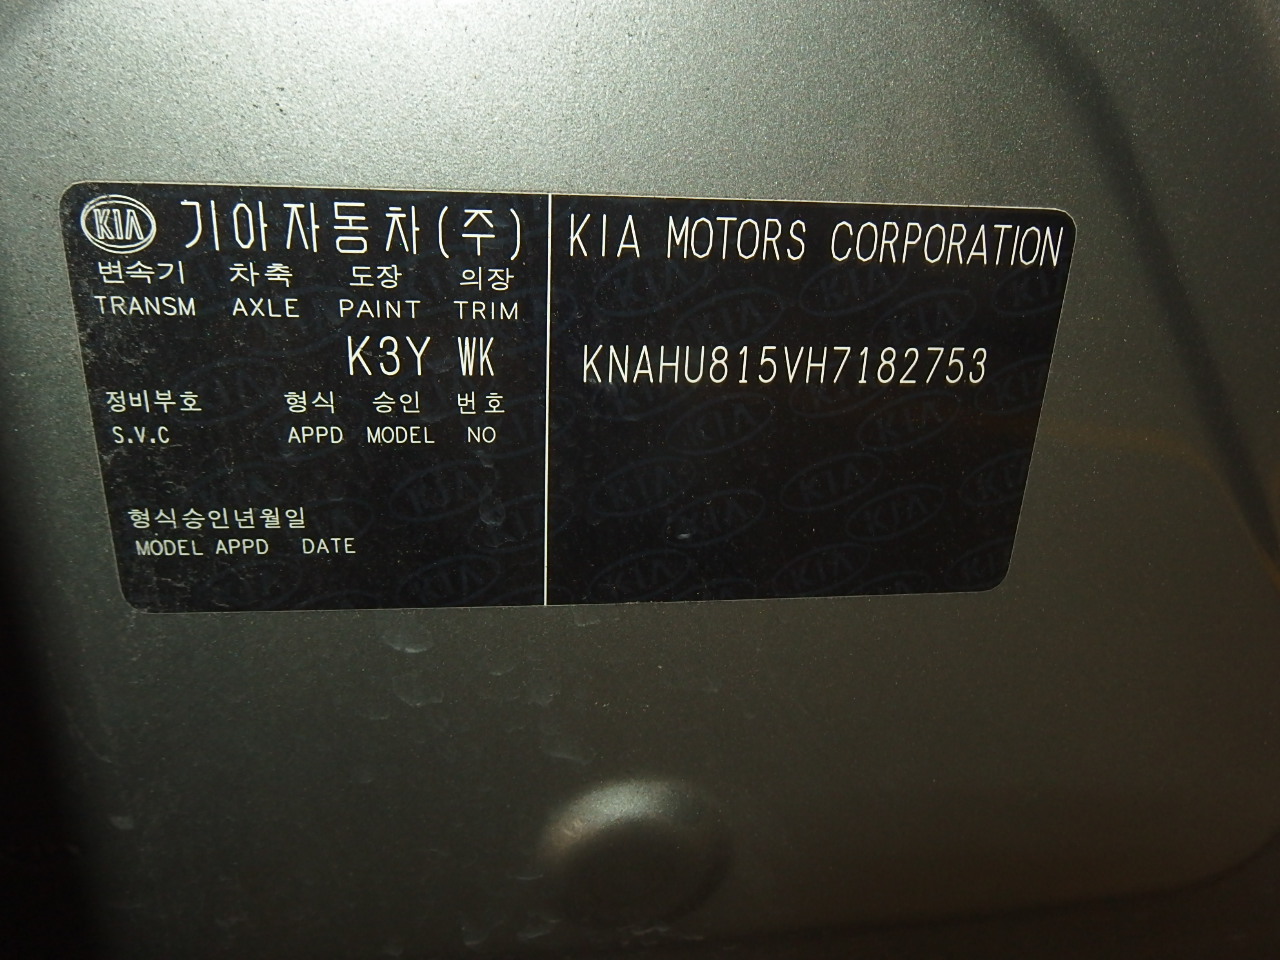 KIA 기아자동차(주)
변속기 차축 도장 의장
TRANSM AXLE PAINT TRIM
K3Y WK
정비부호 형식 승인 번호
S.V.C APPD MODEL NO
형식승인년월일
MODEL APPD DATE
KIA MOTORS CORPORATION
KNAHU815VH7182753